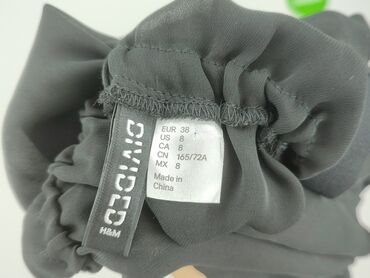 DIVIDED
H&M
EUR 38
US 8
CA 8
CN 165/72A
MX 8
Made in
China